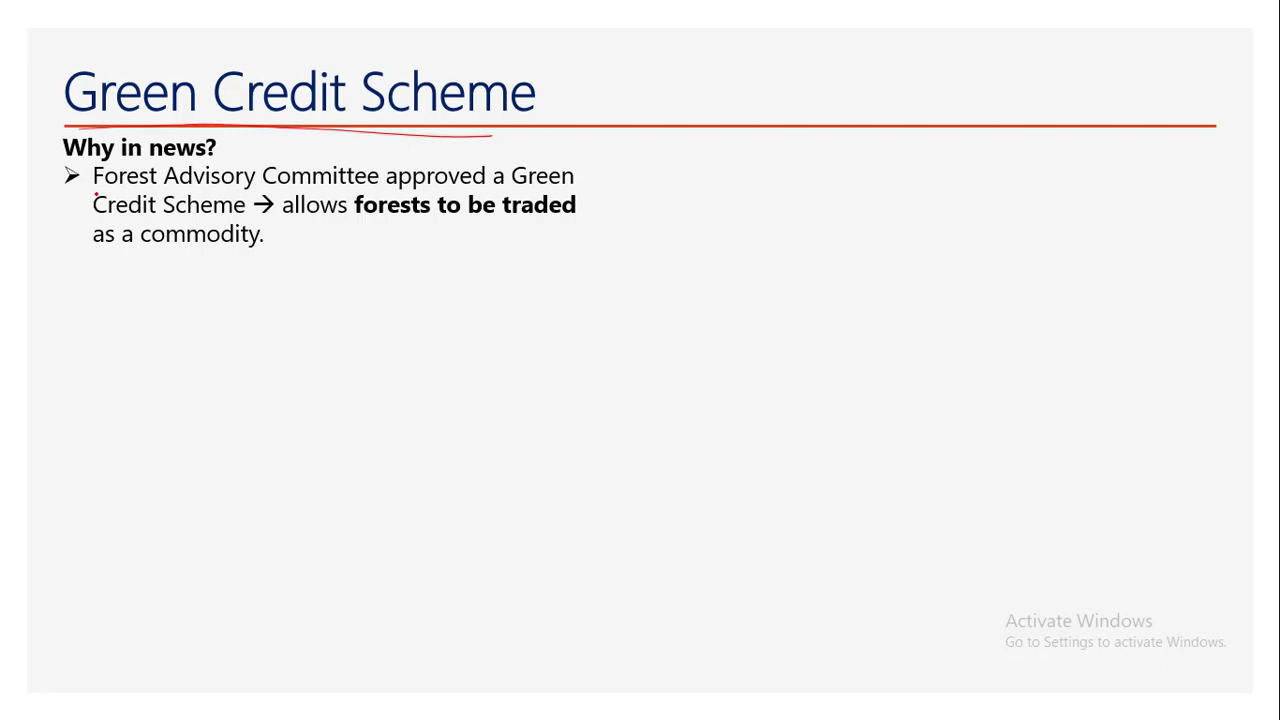 Green Credit Scheme
Why in news?
➢ Forest Advisory Committee approved a Green
Credit Scheme → allows forests to be traded
as a commodity.
Activate Windows
Go to Settings to activate Windows.